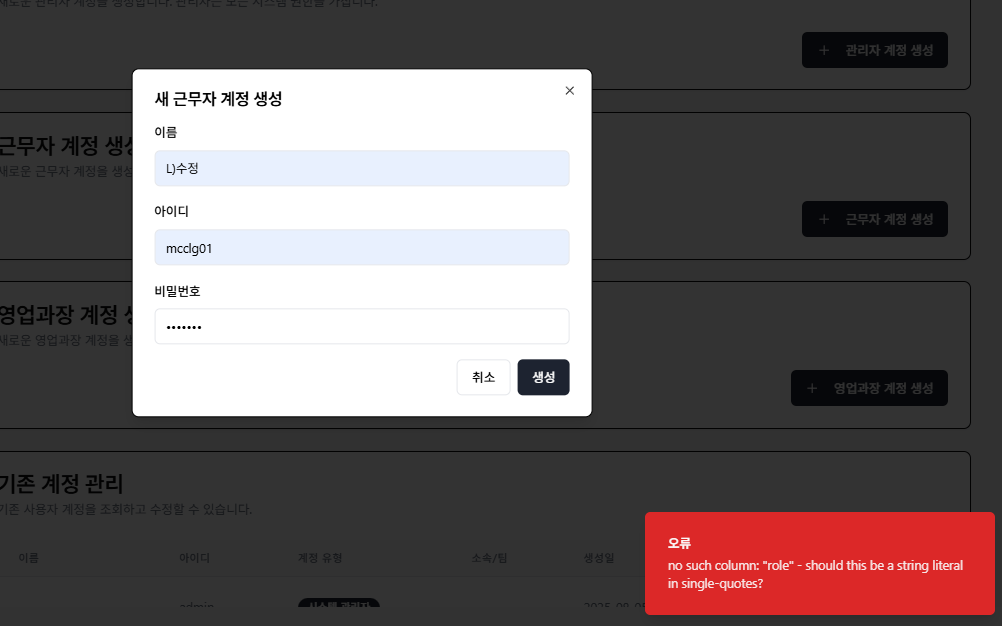 새로운 관리자 계정을 생성합니다. 관리자는 모든 시스템 권한을 가집니다.
+ 관리자 계정 생성
새 근무자 계정 생성
×
이름
L)수정
아이디
mcclg01
비밀번호
•••••••
취소
생성
근무자 계정 생성
새로운 근무자 계정을 생성
+ 근무자 계정 생성
영업과장 계정 생
새로운 영업과장 계정을 생
+ 영업과장 계정 생성
기존 계정 관리
기존 사용자 계정을 조회하고 수정할 수 있습니다.
이름 아이디 계정 유형 소속/팀 생성일
admin 시스템 관리자
오류
no such column: "role" - should this be a string literal
in single-quotes?